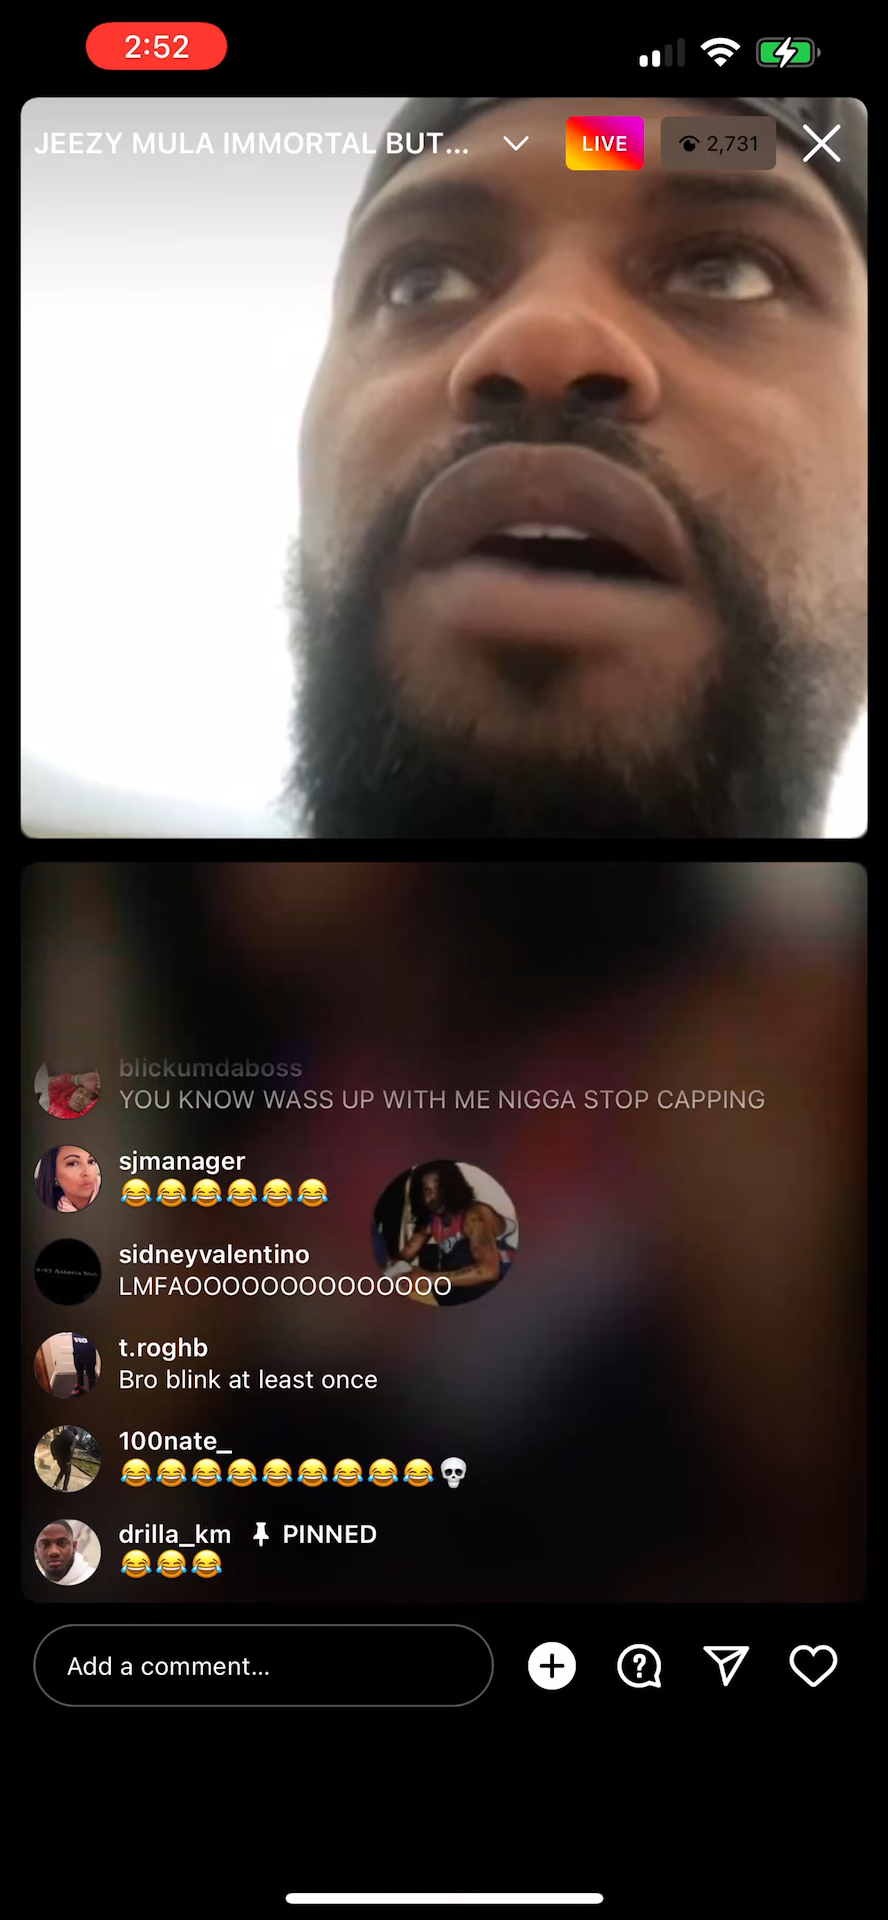 2:52
JEEZY MULA IMMORTAL BUT...
LIVE
2,731
blickumdaboss
YOU KNOW WASS UP WITH ME NIGGA STOP CAPPING
sjmanager
😂😂😂😂😂😂
sidneyvalentino
LMFAOOOOOOOOOOOOOO
t.roghb
Bro blink at least once
100nate_
😂😂😂😂😂😂😂😂😂💀
drilla_km PINNED
😂😂😂
Add a comment...